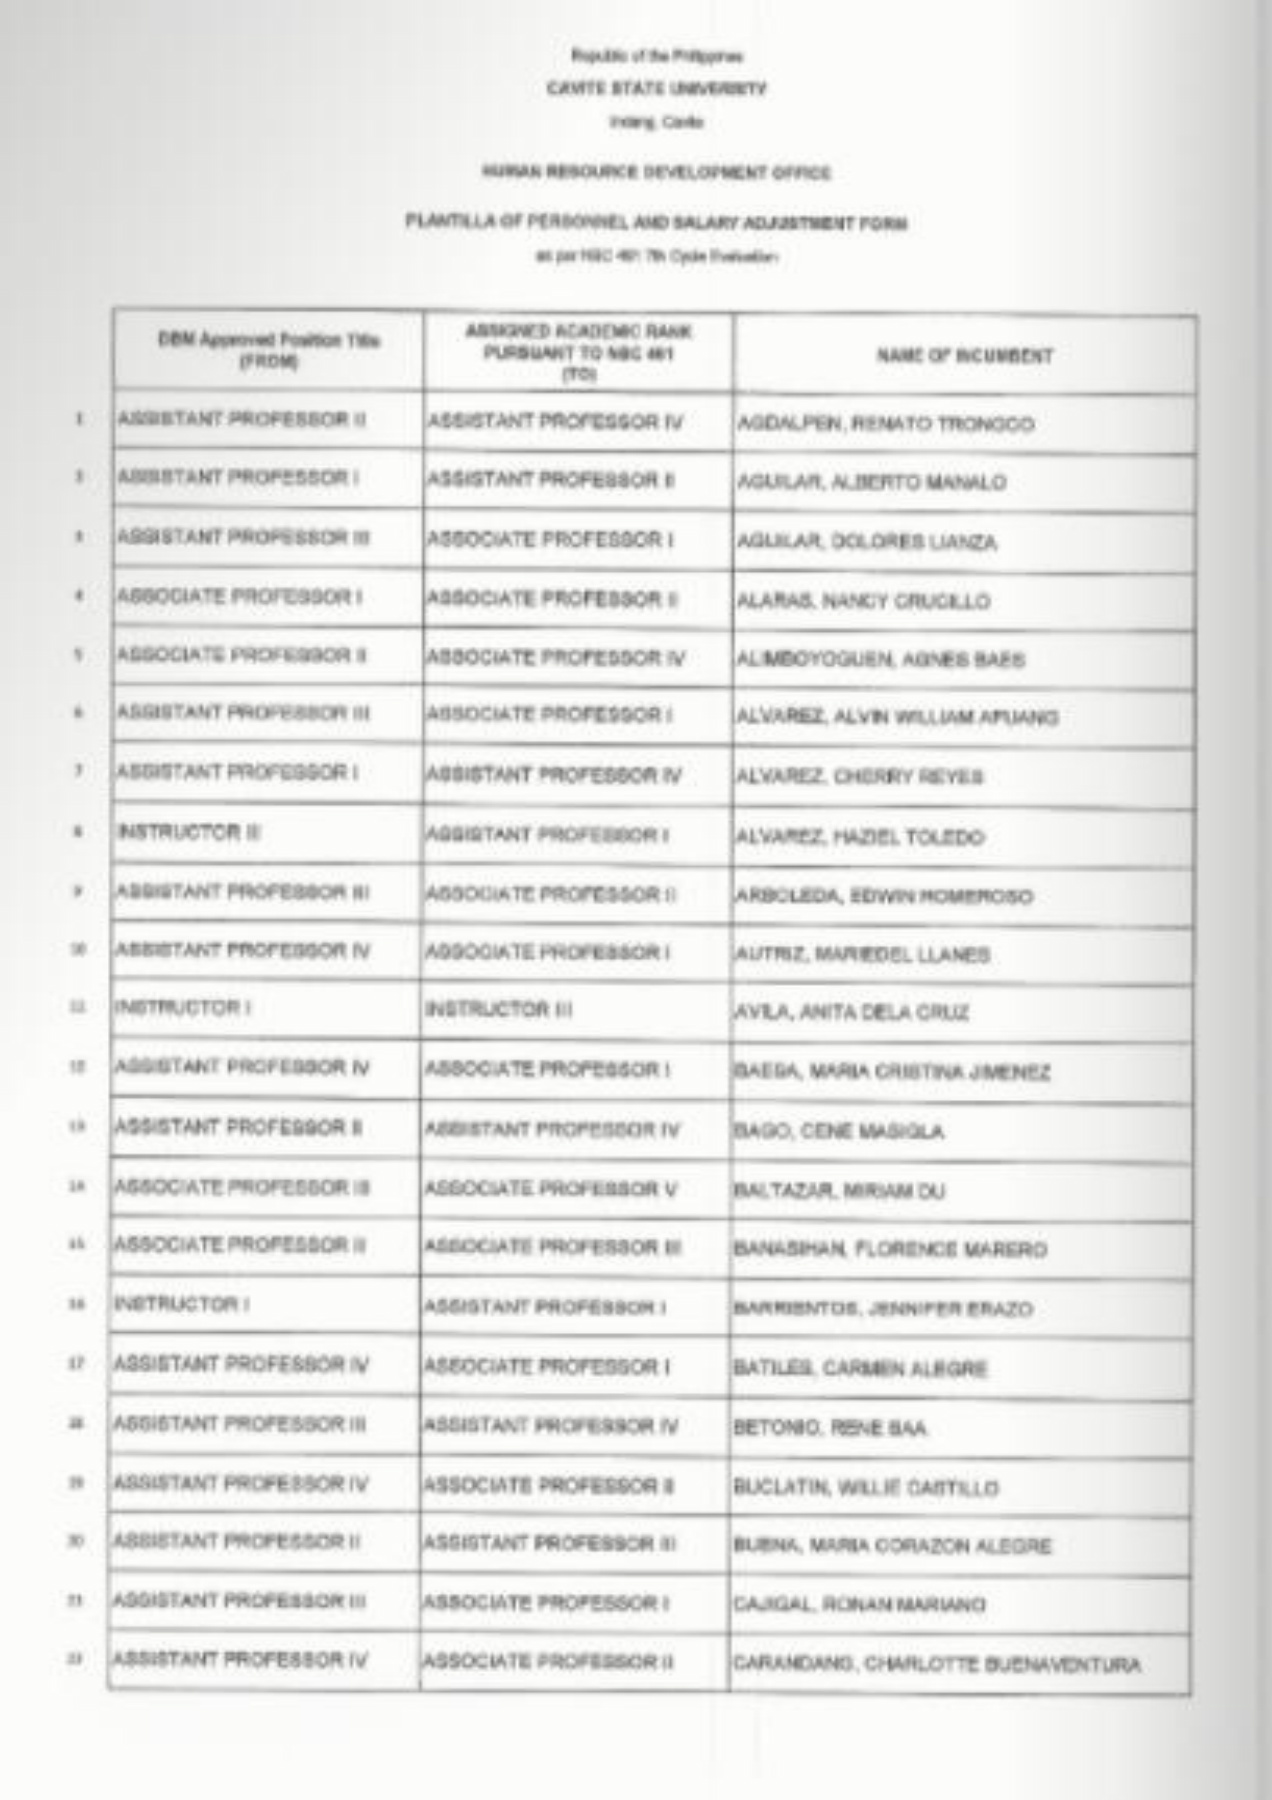 Republic of the Philippines
CAVITE STATE UNIVERSITY
Indang, Cavite
HUMAN RESOURCE DEVELOPMENT OFFICE
PLANTILLA OF PERSONNEL AND SALARY ADJUSTMENT FORM
as per NBC 461 7th Cycle Evaluation
DBM Approved Position Title
(FROM)
ASSIGNED ACADEMIC RANK
PURSUANT TO NBC 461
(TO)
NAME OF INCUMBENT
1 ASSISTANT PROFESSOR II ASSISTANT PROFESSOR IV AGDALPEN, RENATO TRONGCO
2 ASSISTANT PROFESSOR I ASSISTANT PROFESSOR II AGUILAR, ALBERTO MANALO
3 ASSISTANT PROFESSOR III ASSOCIATE PROFESSOR I AGUILAR, DOLORES LIANZA
4 ASSOCIATE PROFESSOR I ASSOCIATE PROFESSOR II ALARAS, NANCY CRUCILLO
5 ASSOCIATE PROFESSOR II ASSOCIATE PROFESSOR IV ALIMBOYOGUEN, AGNES BAES
6 ASSISTANT PROFESSOR III ASSOCIATE PROFESSOR I ALVAREZ, ALVIN WILLIAM APUANG
7 ASSISTANT PROFESSOR I ASSISTANT PROFESSOR IV ALVAREZ, CHERRY REYES
8 INSTRUCTOR III ASSISTANT PROFESSOR I ALVAREZ, HAZIEL TOLEDO
9 ASSISTANT PROFESSOR III ASSOCIATE PROFESSOR II ARBOLEDA, EDWIN ROMEROSO
10 ASSISTANT PROFESSOR IV ASSOCIATE PROFESSOR I AUTRIZ, MARIEDEL LLANES
11 INSTRUCTOR I INSTRUCTOR III AVILA, ANITA DELA CRUZ
12 ASSISTANT PROFESSOR IV ASSOCIATE PROFESSOR I BAESA, MARIA CRISTINA JIMENEZ
13 ASSISTANT PROFESSOR II ASSISTANT PROFESSOR IV BAGO, CENE MASIGLA
14 ASSOCIATE PROFESSOR III ASSOCIATE PROFESSOR V BALTAZAR, MIRIAM DU
15 ASSOCIATE PROFESSOR II ASSOCIATE PROFESSOR III BANASIHAN, FLORENCE MARERO
16 INSTRUCTOR I ASSISTANT PROFESSOR I BARRIENTOS, JENNIFER ERAZO
17 ASSISTANT PROFESSOR IV ASSOCIATE PROFESSOR I BATILES, CARMEN ALEGRE
18 ASSISTANT PROFESSOR III ASSISTANT PROFESSOR IV BETONIO, RENE BAA
19 ASSISTANT PROFESSOR IV ASSOCIATE PROFESSOR II BUCLATIN, WILLIE CASTILLO
20 ASSISTANT PROFESSOR II ASSISTANT PROFESSOR III BUENA, MARIA CORAZON ALEGRE
21 ASSISTANT PROFESSOR III ASSOCIATE PROFESSOR I CAJIGAL, RONAN MARIANO
22 ASSISTANT PROFESSOR IV ASSOCIATE PROFESSOR II CARANDANG, CHARLOTTE BUENAVENTURA